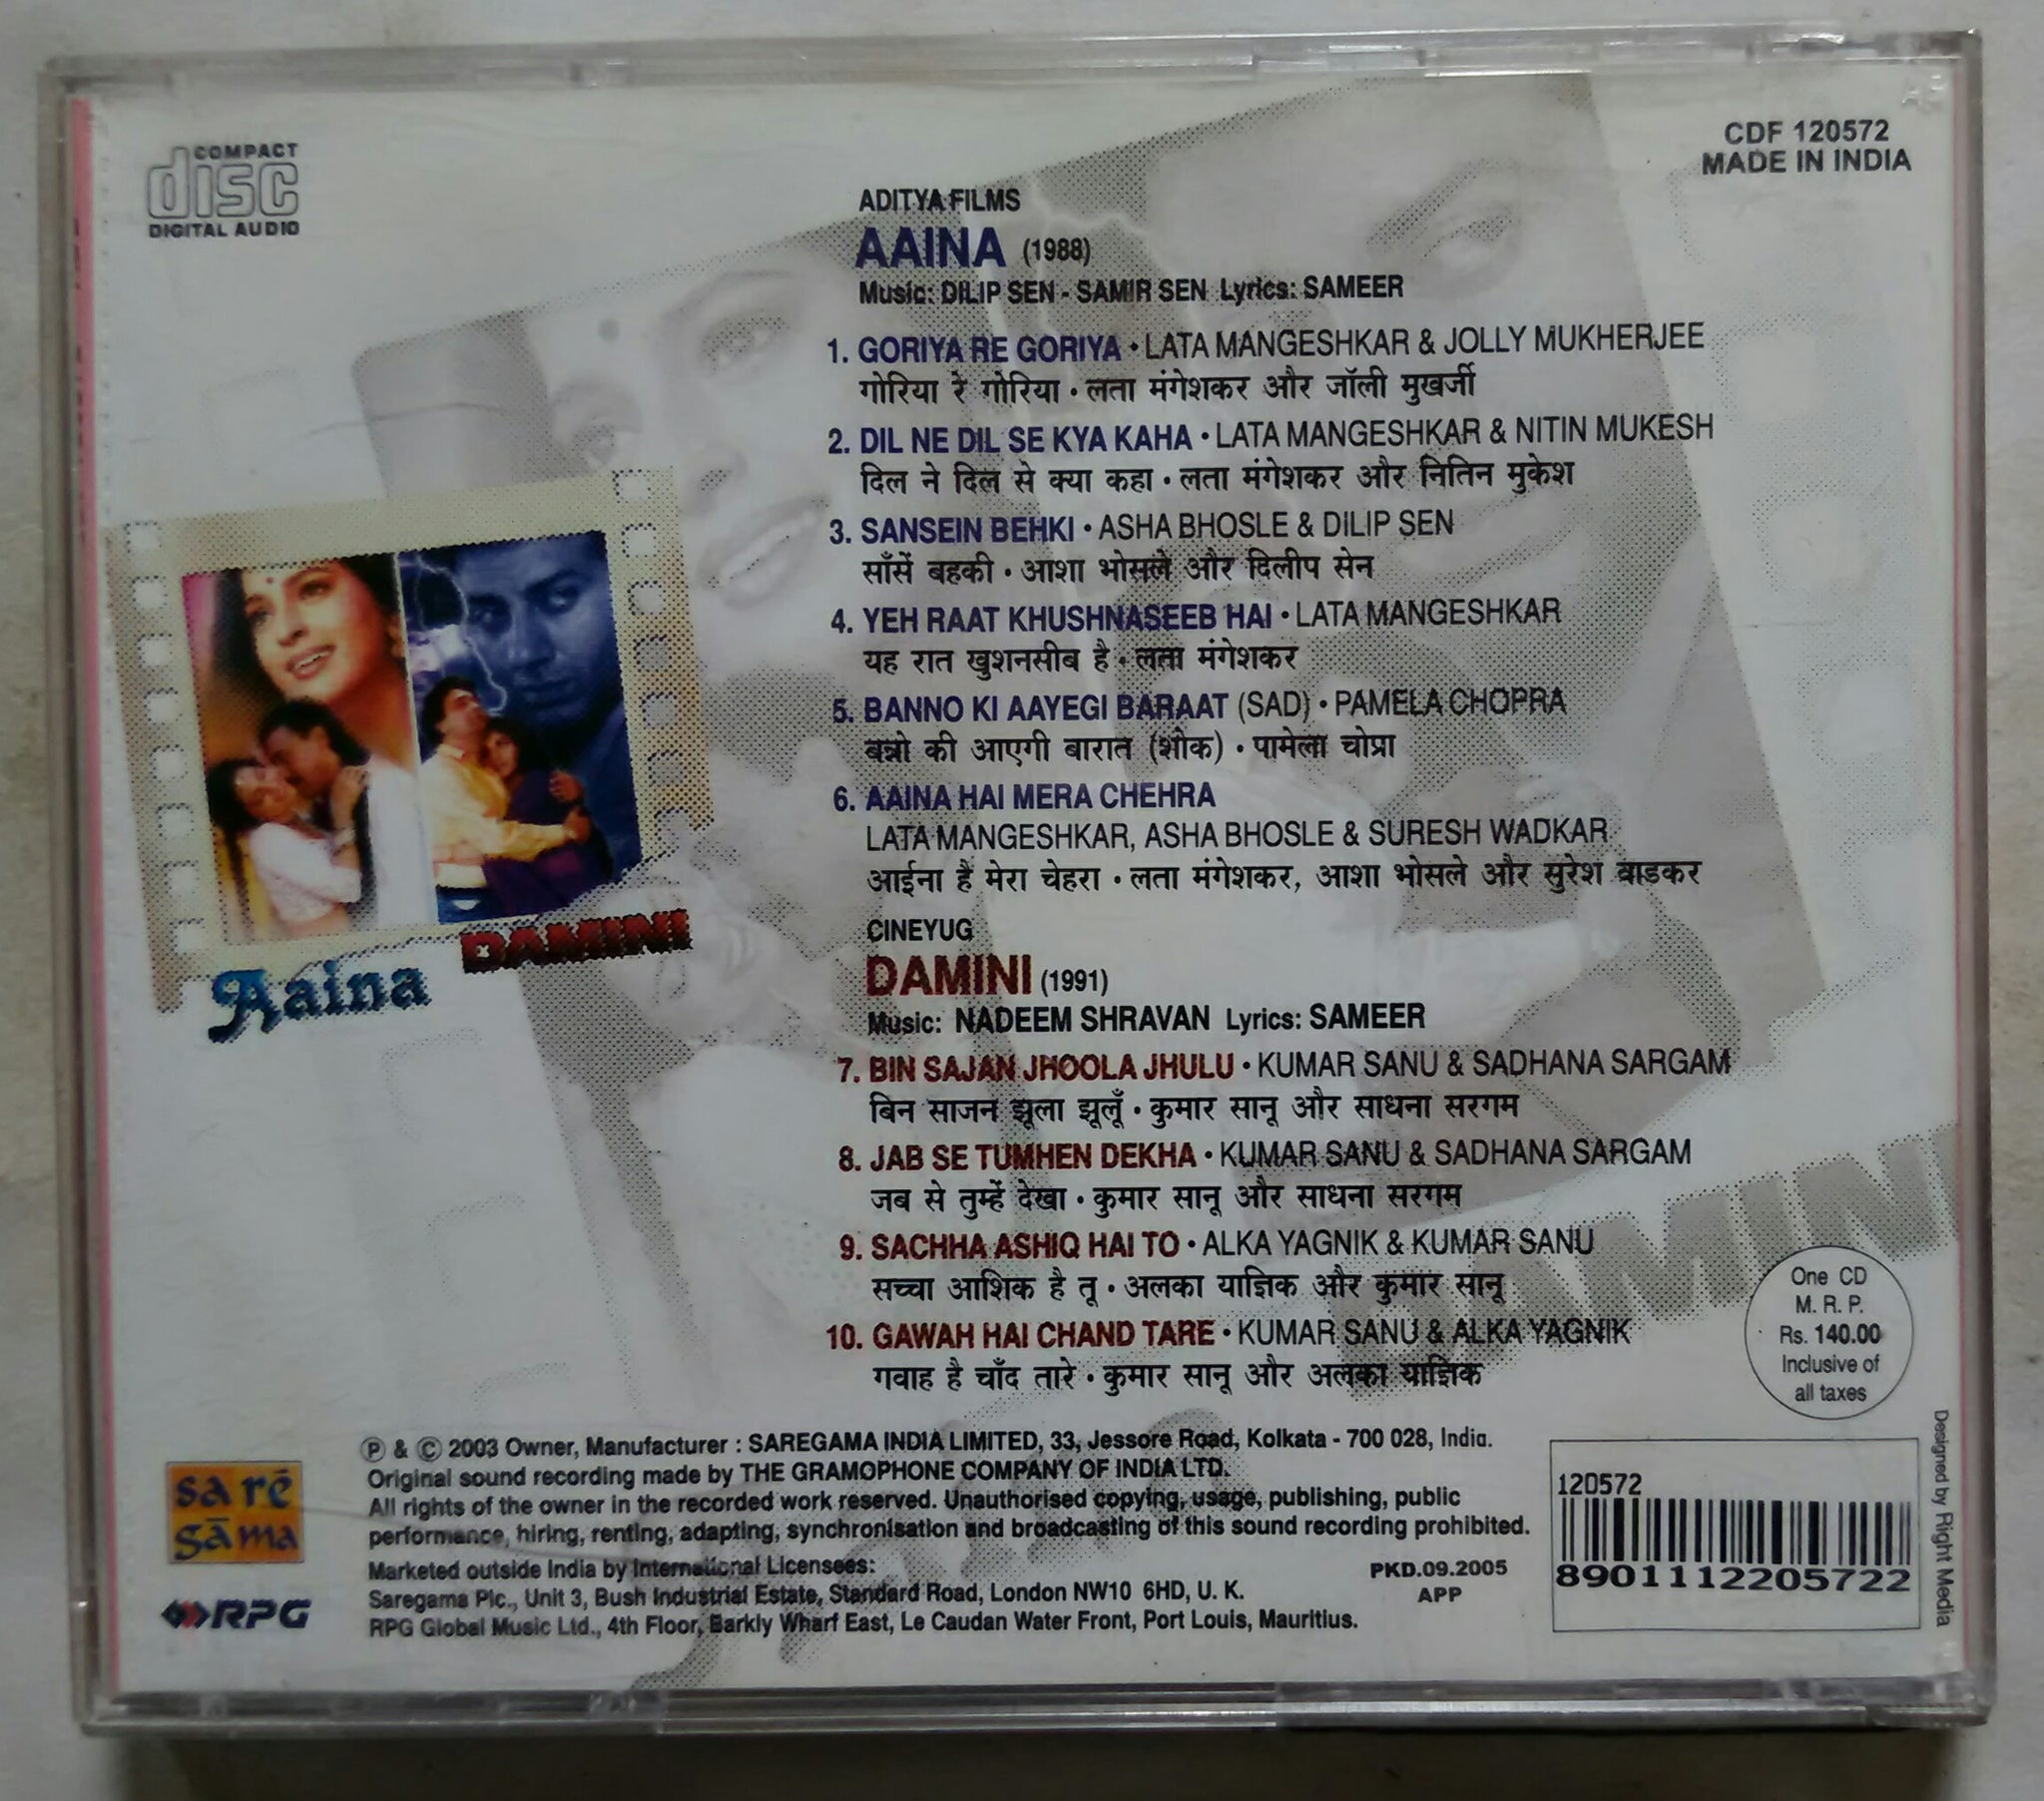 COMPACT
disc
DIGITAL AUDIO
CDF 120572
MADE IN INDIA
ADITYA FILMS
AAINA (1988)
Music: DILIP SEN - SAMIR SEN Lyrics: SAMEER
1. GORIYA RE GORIYA • LATA MANGESHKAR & JOLLY MUKHERJEE
गोरिया रे गोरिया • लता मंगेशकर और जॉली मुखर्जी
2. DIL NE DIL SE KYA KAHA • LATA MANGESHKAR & NITIN MUKESH
दिल ने दिल से क्या कहा • लता मंगेशकर और नितिन मुकेश
3. SANSEIN BEHKI • ASHA BHOSLE & DILIP SEN
साँसें बहकी • आशा भोसले और दिलीप सेन
4. YEH RAAT KHUSHNASEEB HAI • LATA MANGESHKAR
यह रात खुशनसीब है • लता मंगेशकर
5. BANNO KI AAYEGI BARAAT (SAD) • PAMELA CHOPRA
बन्नो की आएगी बारात (शोक) • पामेला चोप्रा
6. AAINA HAI MERA CHEHRA
LATA MANGESHKAR, ASHA BHOSLE & SURESH WADKAR
आईना है मेरा चेहरा • लता मंगेशकर, आशा भोसले और सुरेश वाडकर
Aaina
DAMINI
CINEYUG
DAMINI (1991)
Music: NADEEM SHRAVAN Lyrics: SAMEER
7. BIN SAJAN JHOOLA JHULU • KUMAR SANU & SADHANA SARGAM
बिन साजन झूला झूलूँ • कुमार सानू और साधना सरगम
8. JAB SE TUMHEN DEKHA • KUMAR SANU & SADHANA SARGAM
जब से तुम्हें देखा • कुमार सानू और साधना सरगम
9. SACHHA ASHIQ HAI TO • ALKA YAGNIK & KUMAR SANU
सच्चा आशिक है तू • अलका याज्ञिक और कुमार सानू
10. GAWAH HAI CHAND TARE • KUMAR SANU & ALKA YAGNIK
गवाह है चाँद तारे • कुमार सानू और अलका याज्ञिक
DAMINI
One CD
M. R. P.
Rs. 140.00
Inclusive of
all taxes
sa rē
gāma
RPG
Ⓟ & © 2003 Owner, Manufacturer : SAREGAMA INDIA LIMITED, 33, Jessore Road, Kolkata - 700 028, India.
Original sound recording made by THE GRAMOPHONE COMPANY OF INDIA LTD.
All rights of the owner in the recorded work reserved. Unauthorised copying, usage, publishing, public
performance, hiring, renting, adapting, synchronisation and broadcasting of this sound recording prohibited.
Marketed outside India by International Licensees:
Saregama Plc., Unit 3, Bush Industrial Estate, Standard Road, London NW10 6HD, U. K.
RPG Global Music Ltd., 4th Floor, Barkly Wharf East, Le Caudan Water Front, Port Louis, Mauritius.
PKD.09.2005
APP
120572
8901112205722
Designed by Right Media